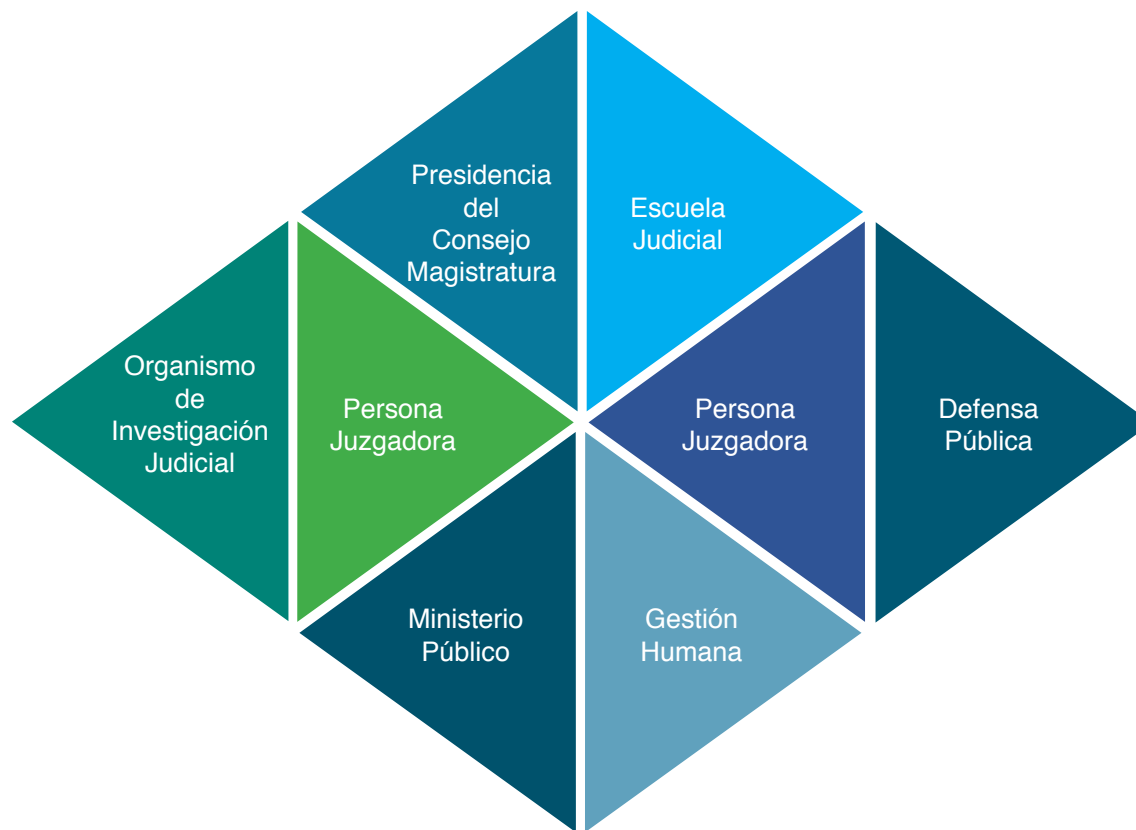 Presidencia
del
Consejo
Magistratura
Escuela
Judicial
Organismo
de
Investigación
Judicial
Persona
Juzgadora
Persona
Juzgadora
Defensa
Pública
Ministerio
Público
Gestión
Humana